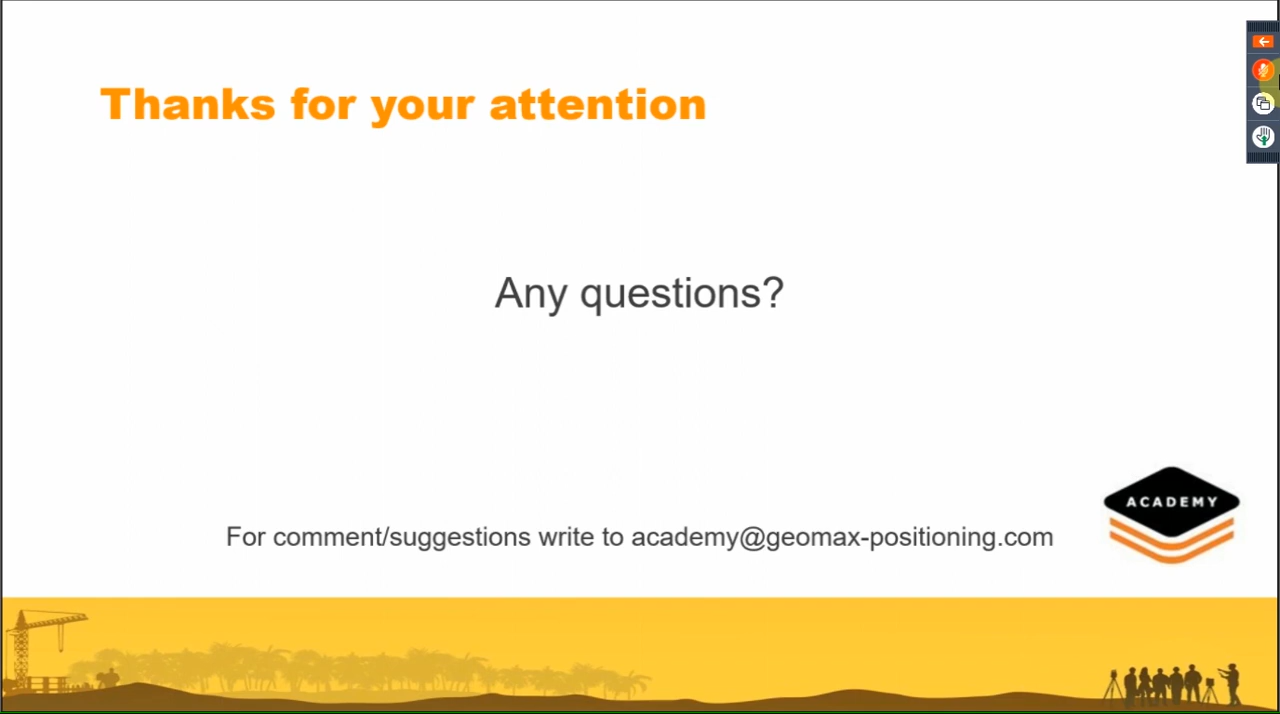 Thanks for your attention
Any questions?
ACADEMY
For comment/suggestions write to academy@geomax-positioning.com